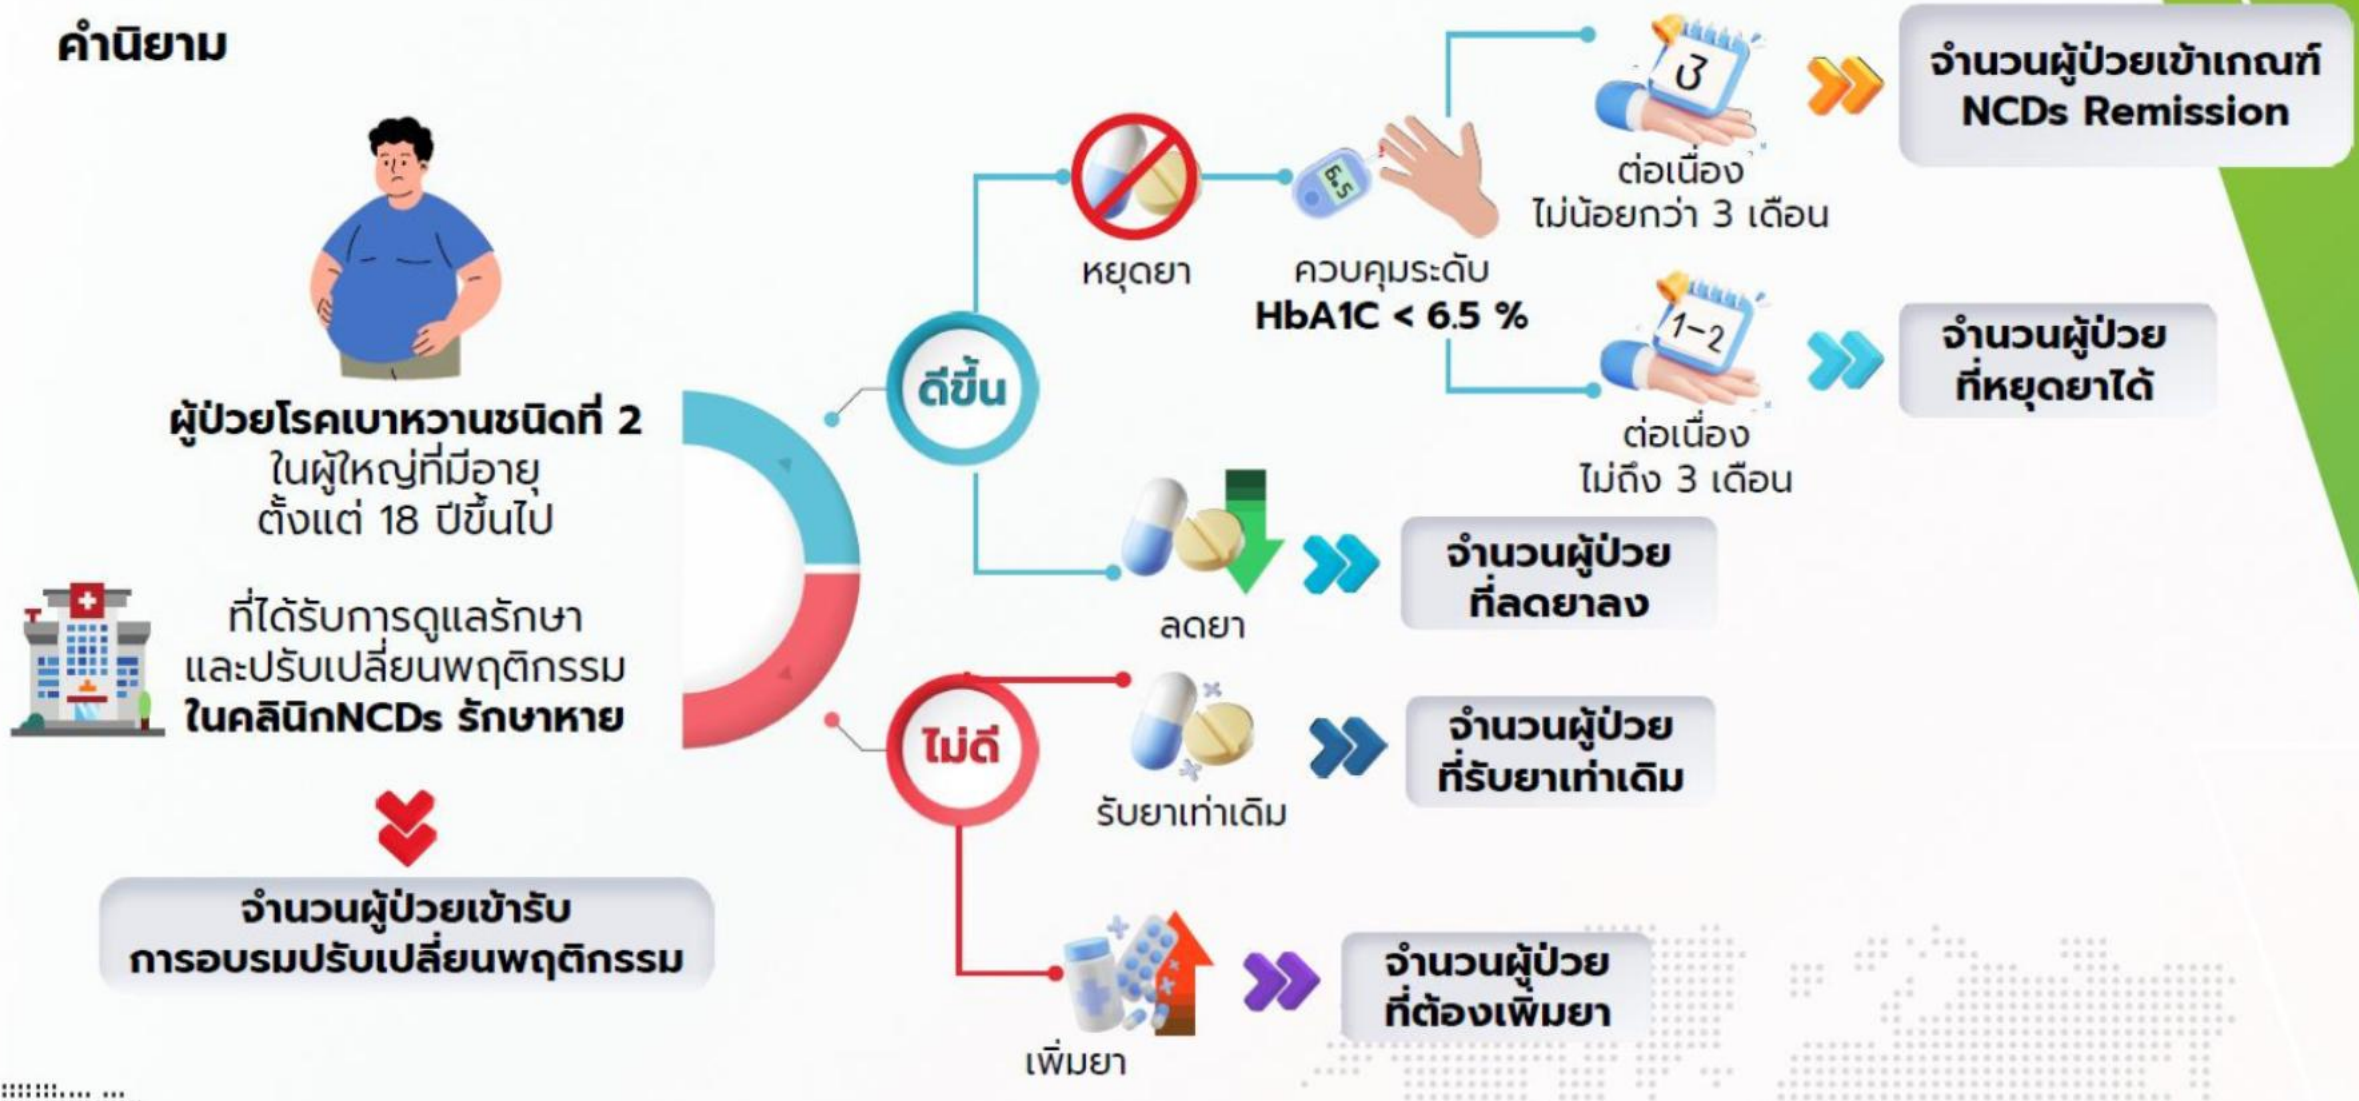 คำนิยาม
ผู้ป่วยโรคเบาหวานชนิดที่ 2
ในผู้ใหญ่ที่มีอายุ
ตั้งแต่ 18 ปีขึ้นไป
ที่ได้รับการดูแลรักษา
และปรับเปลี่ยนพฤติกรรม
ในคลินิกNCDs รักษาหาย
จำนวนผู้ป่วยเข้ารับ
การอบรมปรับเปลี่ยนพฤติกรรม
ดีขึ้น
หยุดยา
6.5
ควบคุมระดับ
HbA1C < 6.5 %
3
ต่อเนื่อง
ไม่น้อยกว่า 3 เดือน
จำนวนผู้ป่วยเข้าเกณฑ์
NCDs Remission
1-2
ต่อเนื่อง
ไม่ถึง 3 เดือน
จำนวนผู้ป่วย
ที่หยุดยาได้
ลดยา
จำนวนผู้ป่วย
ที่ลดยาลง
ไม่ดี
รับยาเท่าเดิม
จำนวนผู้ป่วย
ที่รับยาเท่าเดิม
เพิ่มยา
จำนวนผู้ป่วย
ที่ต้องเพิ่มยา